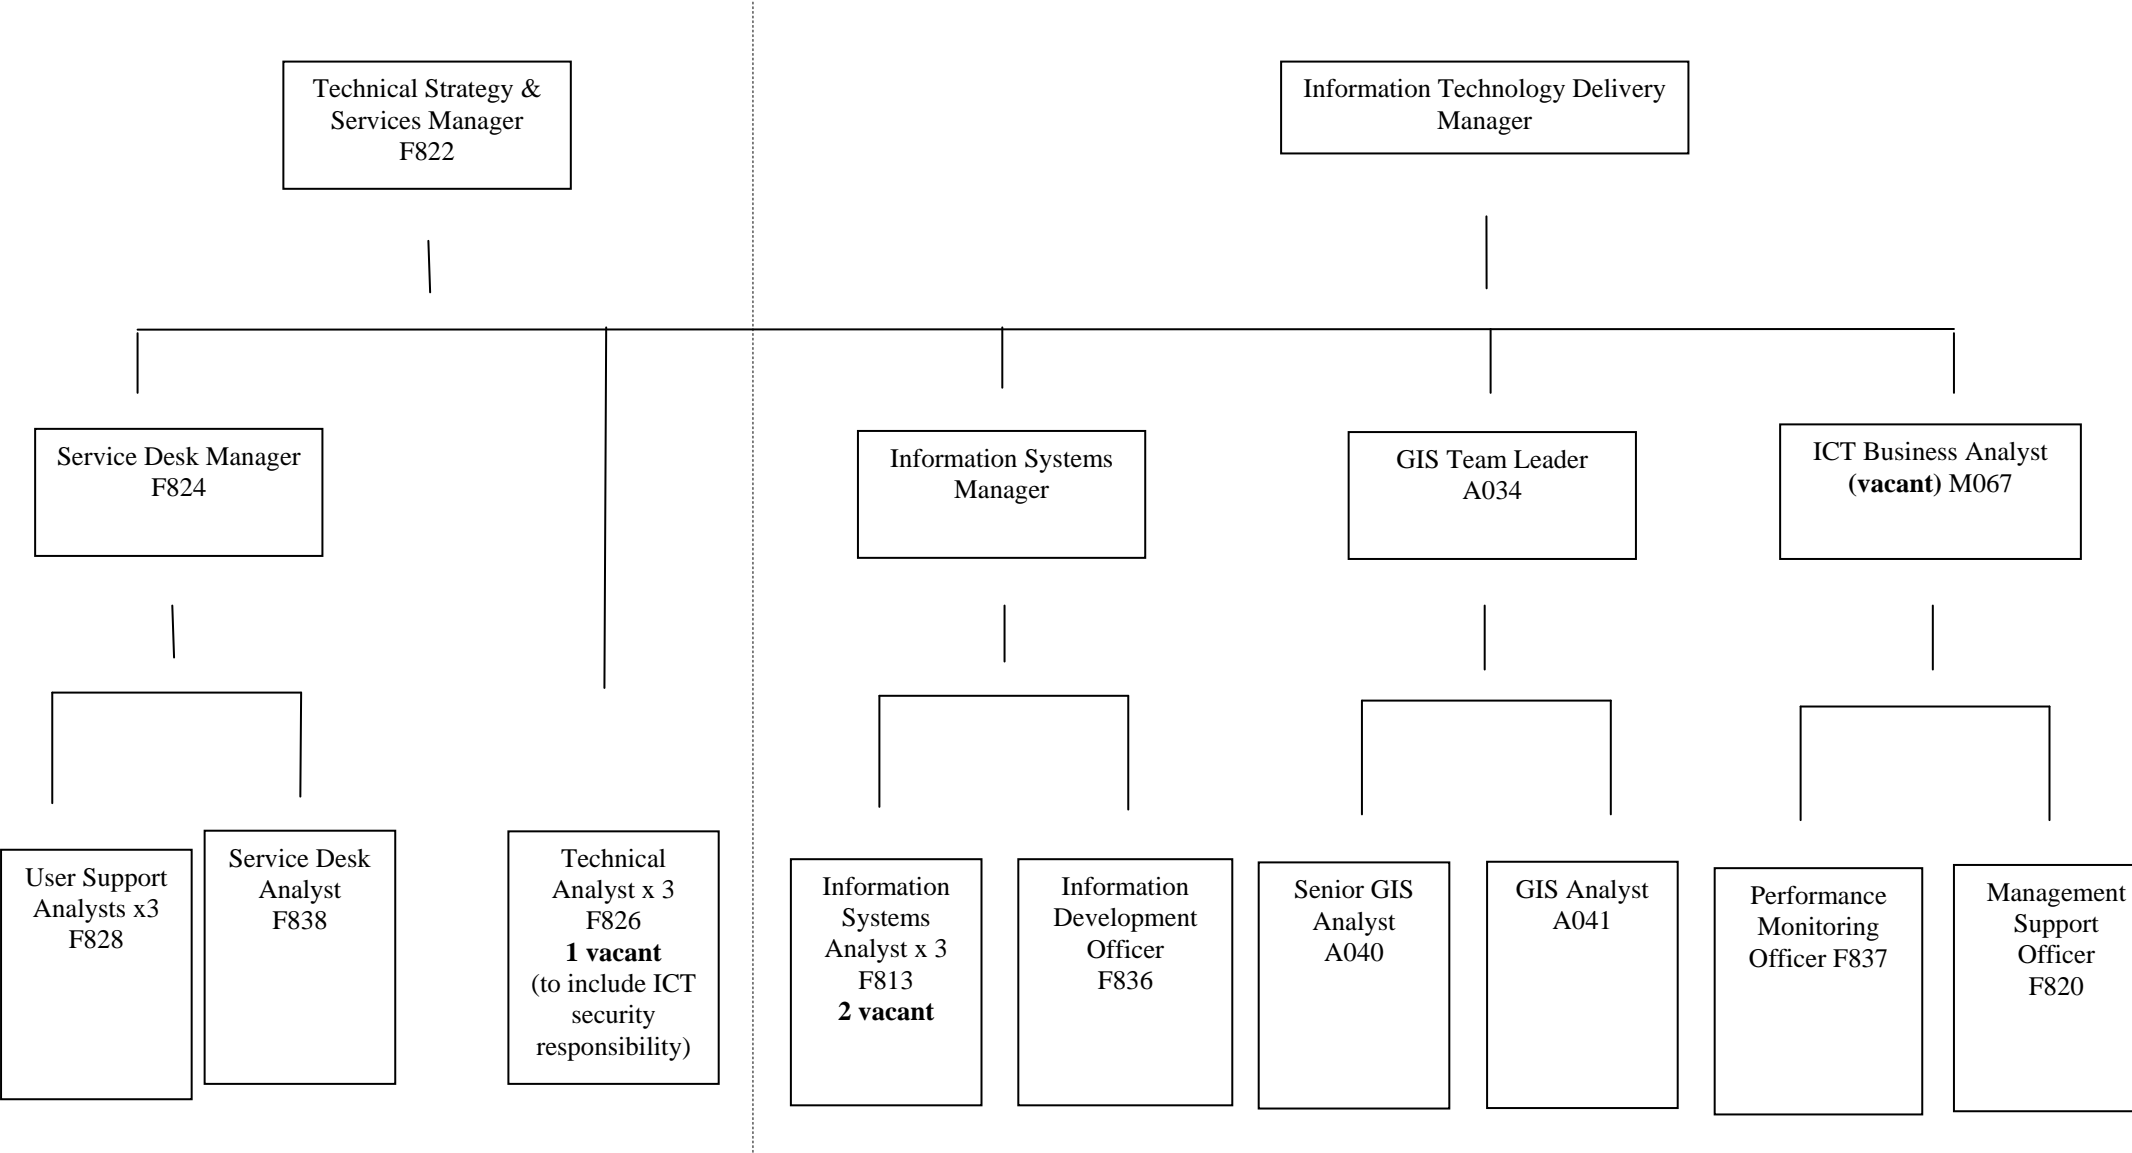 Technical Strategy &
Services Manager
F822
Information Technology Delivery
Manager
Service Desk Manager
F824
Information Systems
Manager
GIS Team Leader
A034
ICT Business Analyst
(vacant) M067
User Support
Analysts x3
F828
Service Desk
Analyst
F838
Technical
Analyst x 3
F826
1 vacant
(to include ICT
security
responsibility)
Information
Systems
Analyst x 3
F813
2 vacant
Information
Development
Officer
F836
Senior GIS
Analyst
A040
GIS Analyst
A041
Performance
Monitoring
Officer F837
Management
Support
Officer
F820